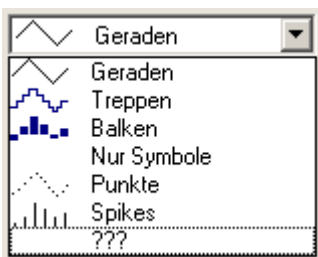 Geraden
Geraden
Treppen
Balken
Nur Symbole
Punkte
Spikes
???